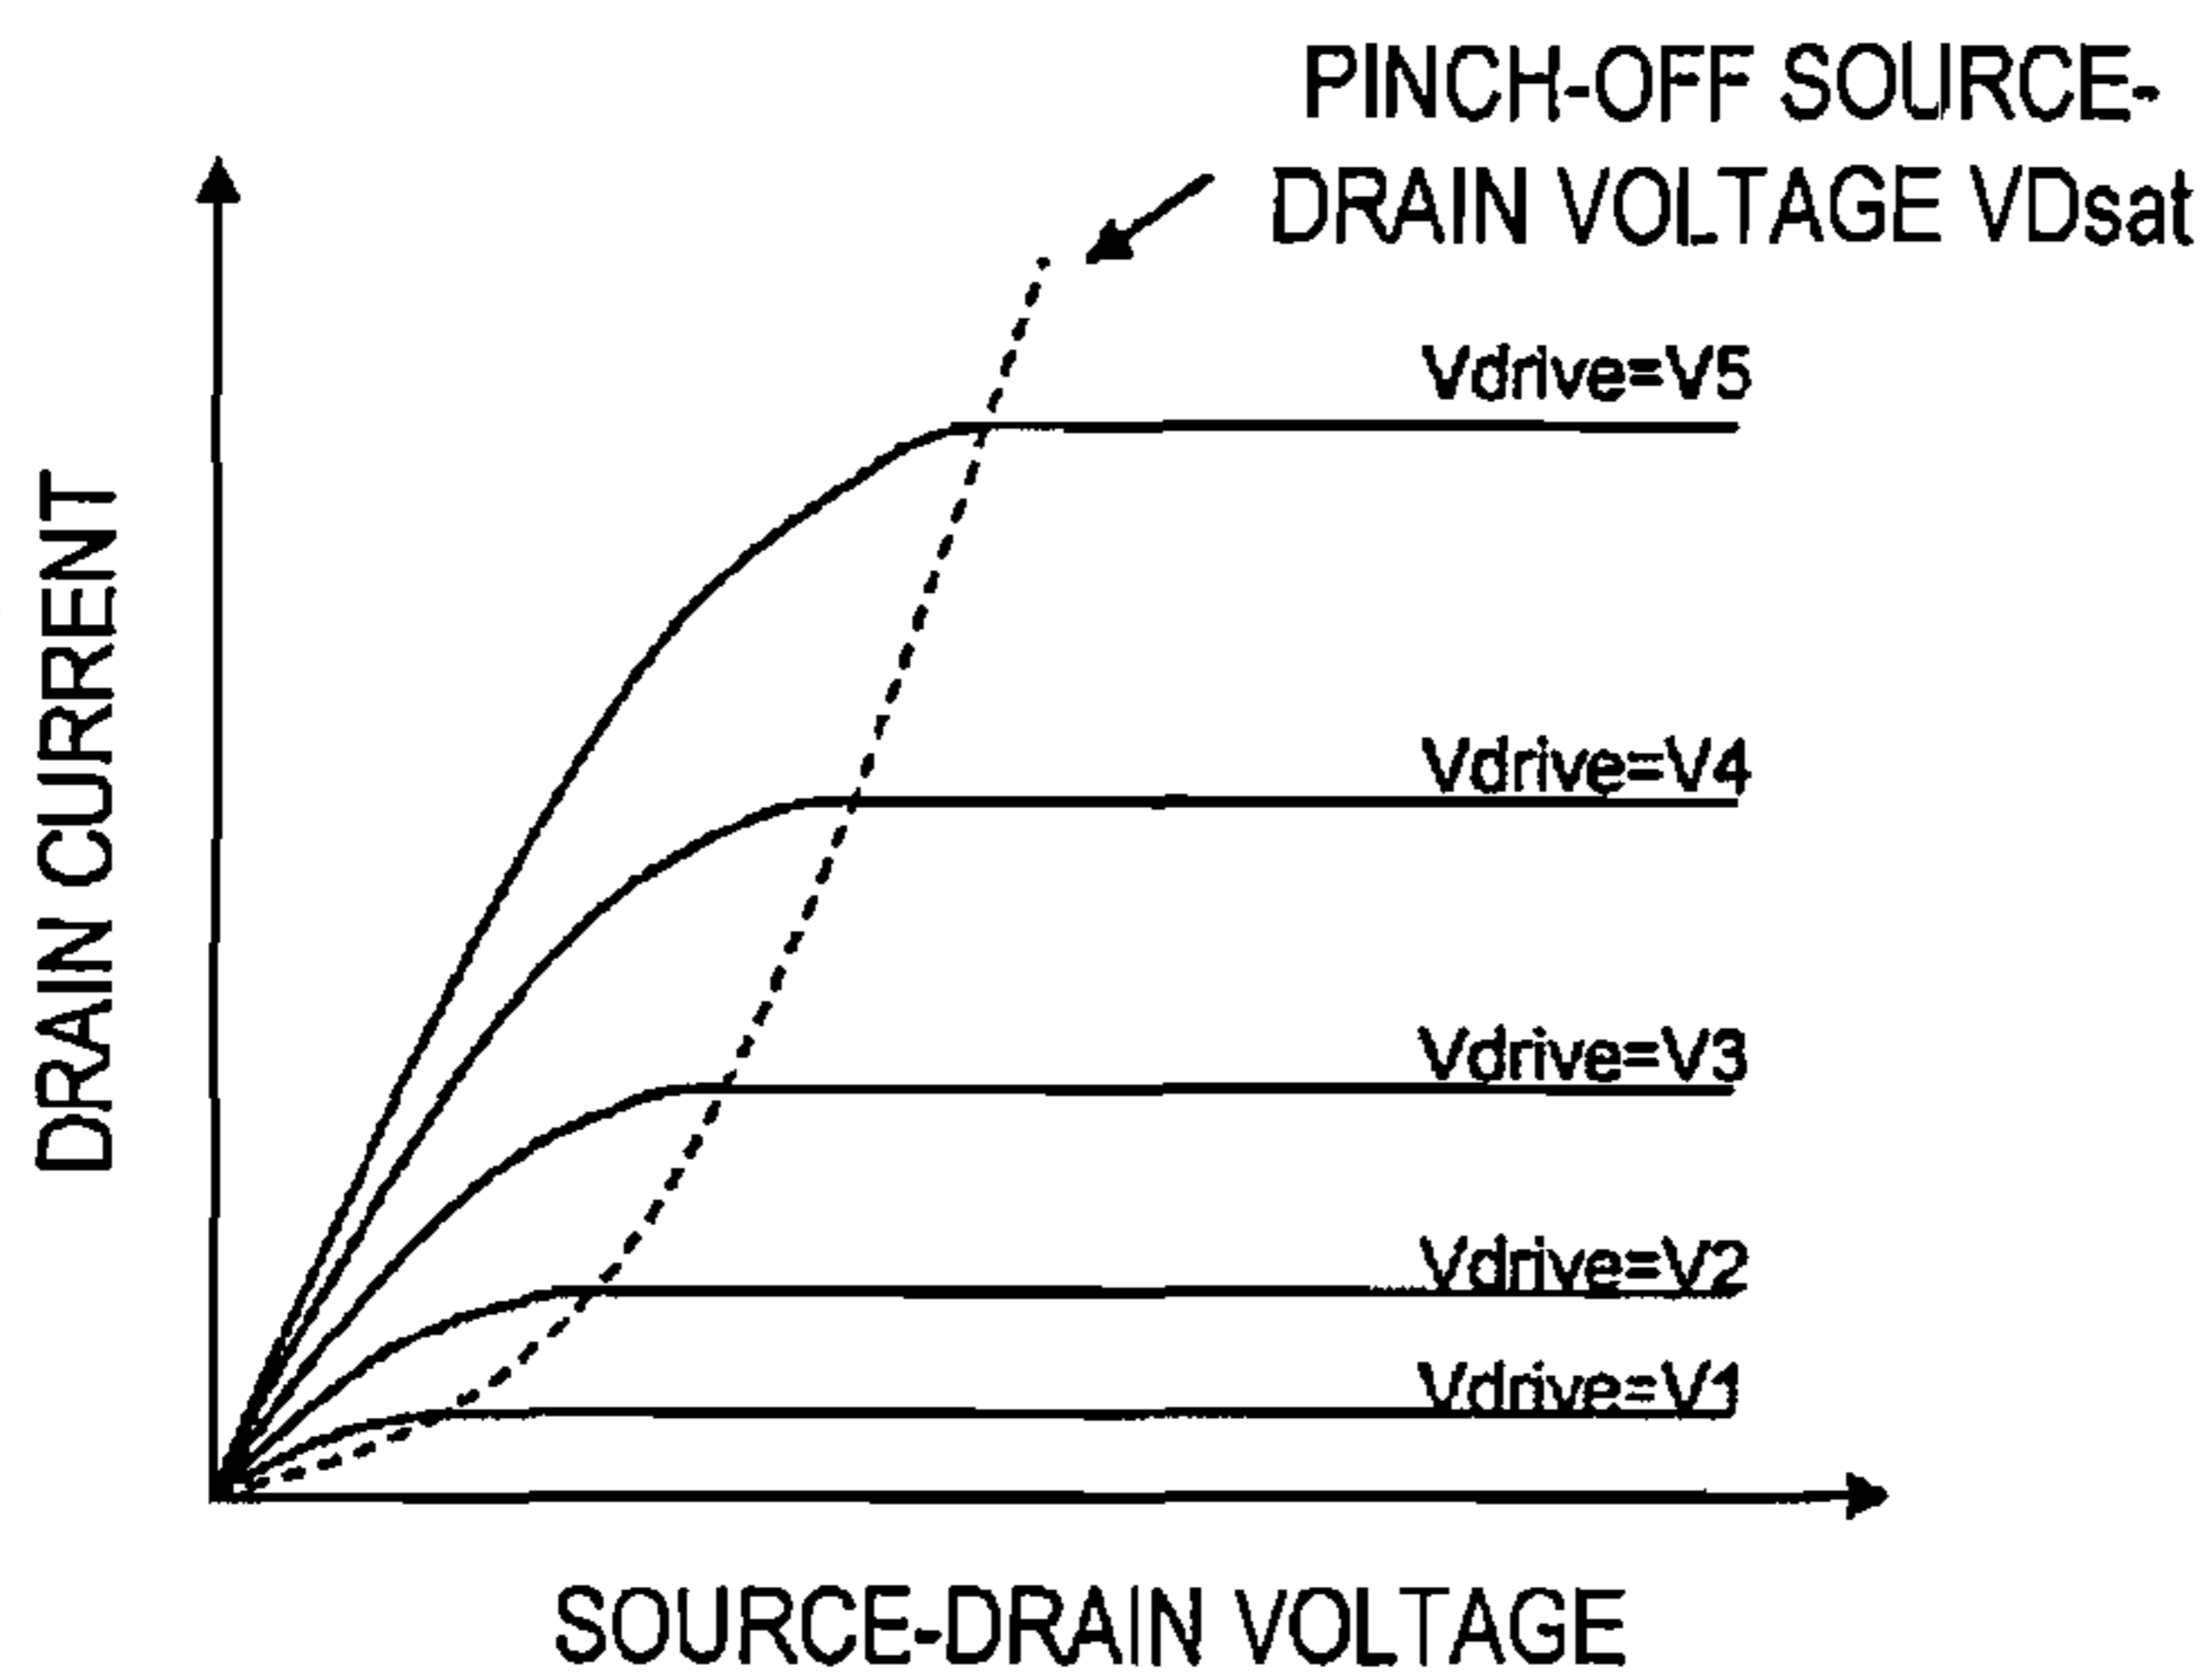 PINCH-OFF SOURCE-
DRAIN VOLTAGE VDsat
Vdrive=V5
Vdrive=V4
Vdrive=V3
Vdrive=V2
Vdrive=V1
DRAIN CURRENT
SOURCE-DRAIN VOLTAGE